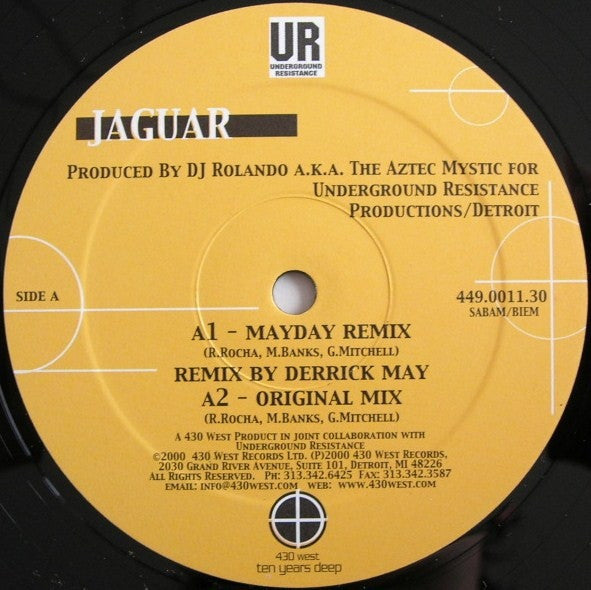 UR
UNDERGROUND
RESISTANCE
JAGUAR
PRODUCED BY DJ ROLANDO A.K.A. THE AZTEC MYSTIC FOR
UNDERGROUND RESISTANCE
PRODUCTIONS/DETROIT
SIDE A
449.0011.30
SABAM/BIEM
A1 - MAYDAY REMIX
(R.ROCHA, M.BANKS, G.MITCHELL)
REMIX BY DERRICK MAY
A2 - ORIGINAL MIX
(R.ROCHA, M.BANKS, G.MITCHELL)
A 430 WEST PRODUCT IN JOINT COLLABORATION WITH
UNDERGROUND RESISTANCE
©2000 430 WEST RECORDS LTD. (P)2000 430 WEST RECORDS.
2030 GRAND RIVER AVENUE, SUITE 101, DETROIT, MI 48226
ALL RIGHTS RESERVED. PH: 313.342.6425 FAX: 313.342.3587
EMAIL: INFO@430WEST.COM WEB: WWW.430WEST.COM
430 west
ten years deep